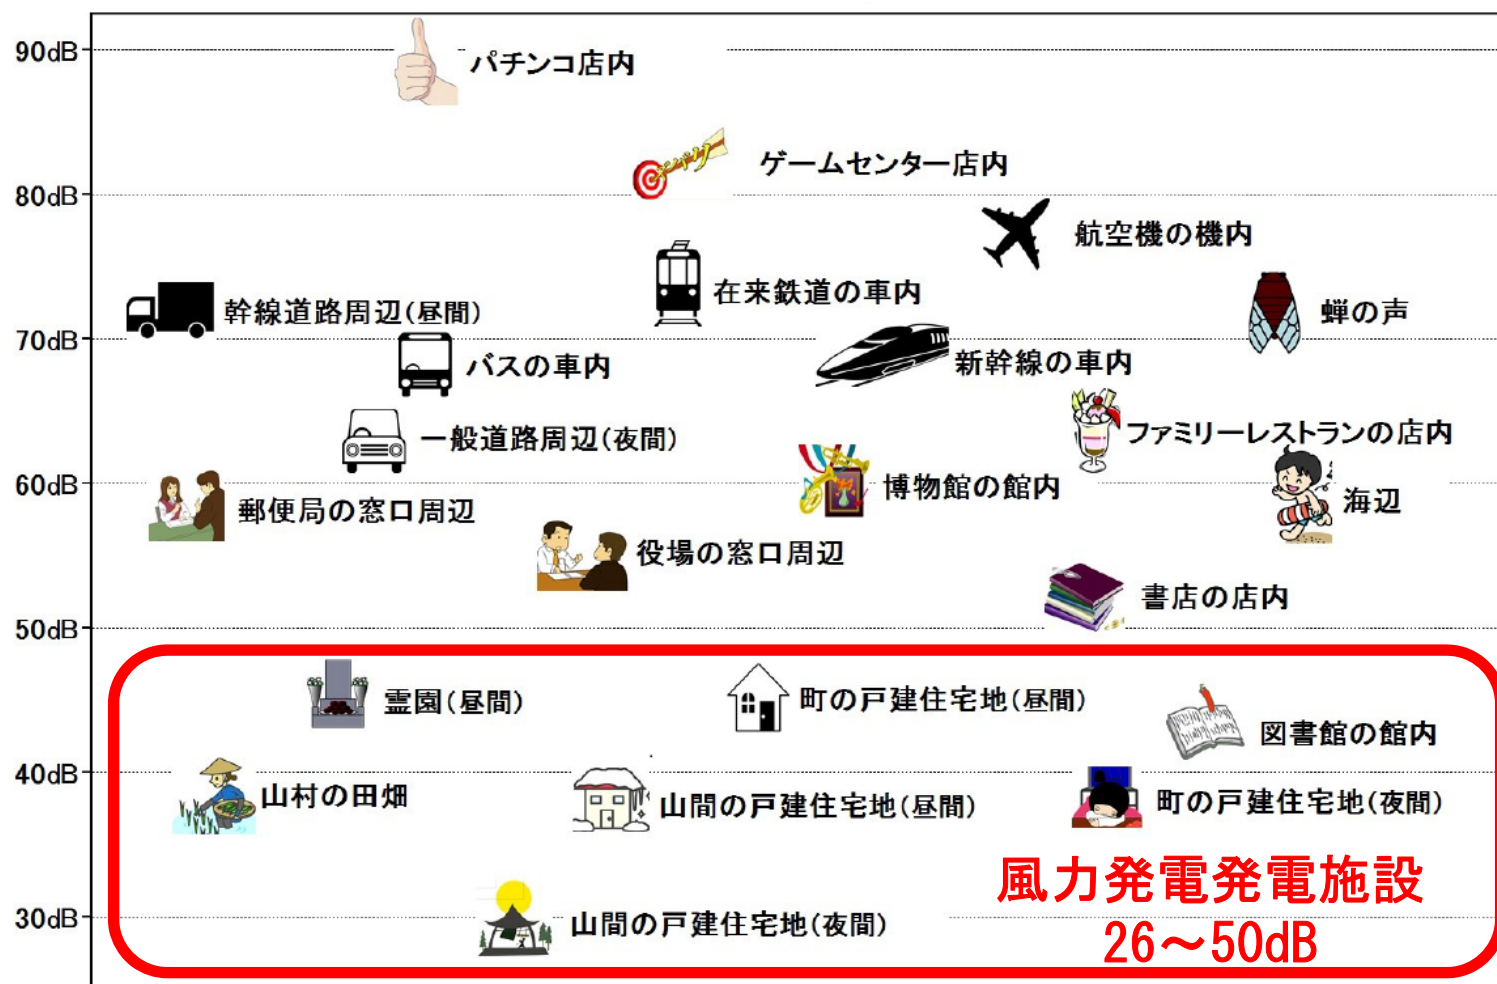 90dB
パチンコ店内
ゲームセンター店内
80dB
航空機の機内
在来鉄道の車内
幹線道路周辺(昼間)
蝉の声
70dB
バスの車内
新幹線の車内
一般道路周辺(夜間)
ファミリーレストランの店内
60dB
博物館の館内
海辺
郵便局の窓口周辺
役場の窓口周辺
書店の店内
50dB
霊園(昼間)
町の戸建住宅地(昼間)
図書館の館内
40dB
山村の田畑
山間の戸建住宅地(昼間)
町の戸建住宅地(夜間)
風力発電発電施設
30dB
山間の戸建住宅地(夜間)
26～50dB